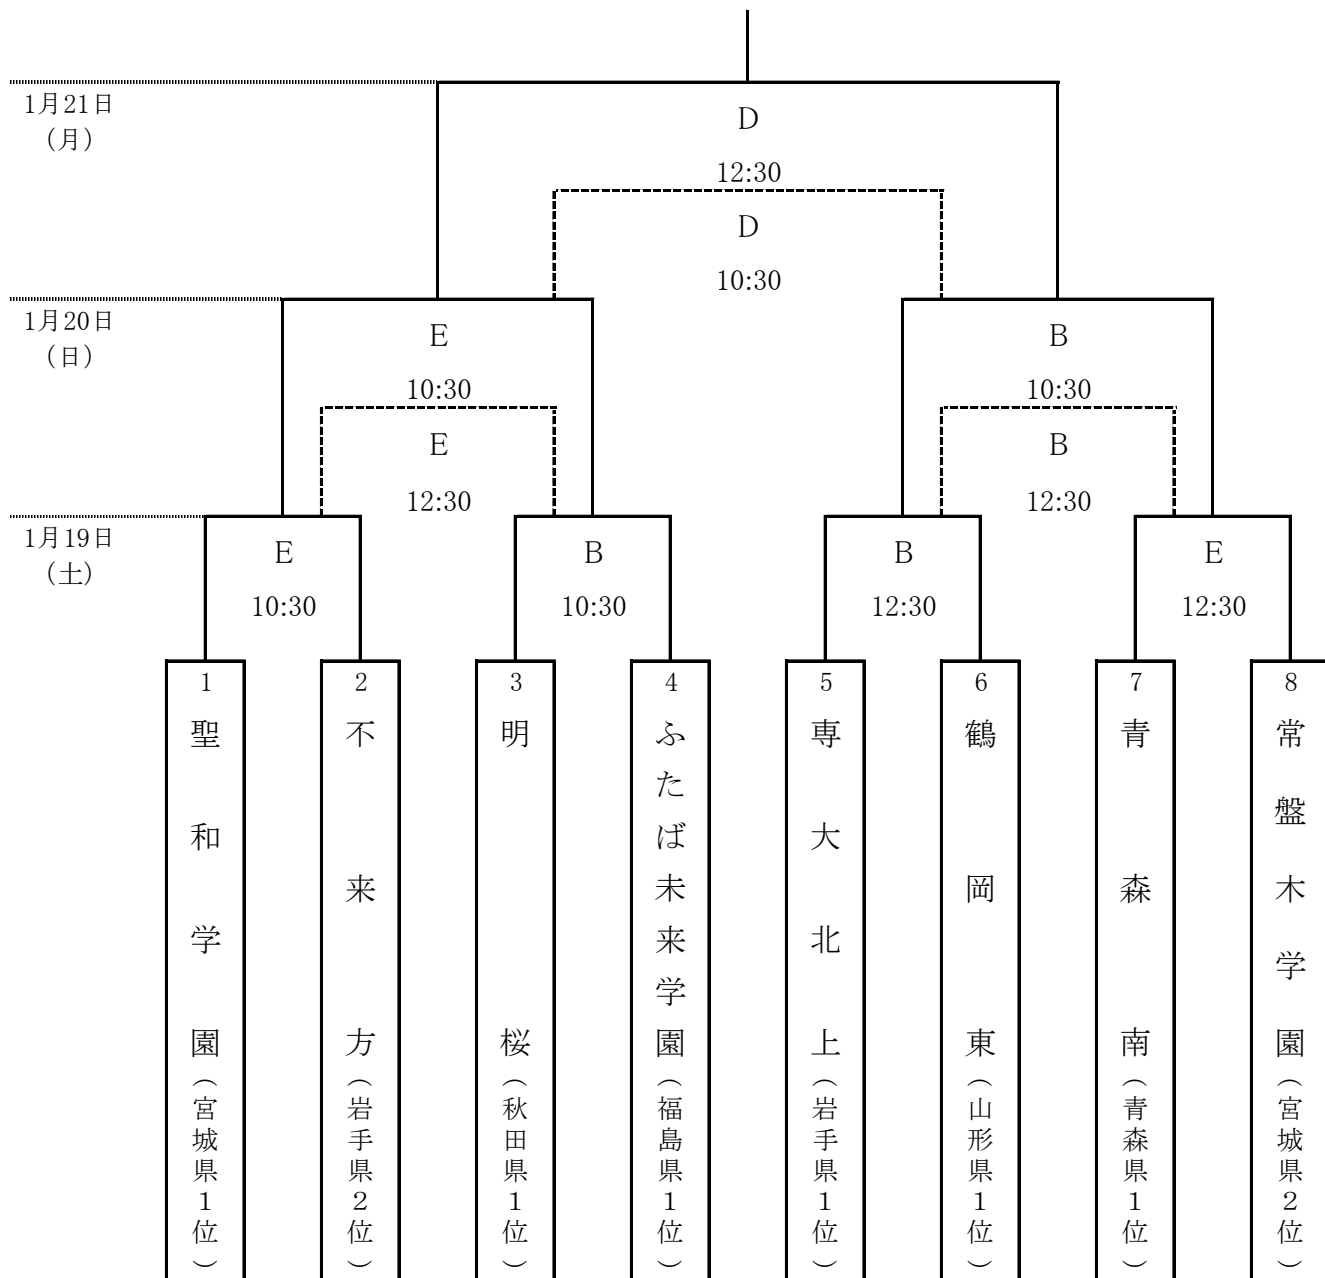 1月21日
（月）
D
12:30
D
10:30
1月20日
（日）
E
10:30
E
12:30
B
10:30
B
12:30
1月19日
（土）
E
10:30
B
10:30
B
12:30
E
12:30
1
聖和学園（宮城県１位）
2
不来方（岩手県２位）
3
明桜（秋田県１位）
4
ふたば未来学園（福島県１位）
5
専大北上（岩手県１位）
6
鶴岡東（山形県１位）
7
青森南（青森県１位）
8
常盤木学園（宮城県２位）